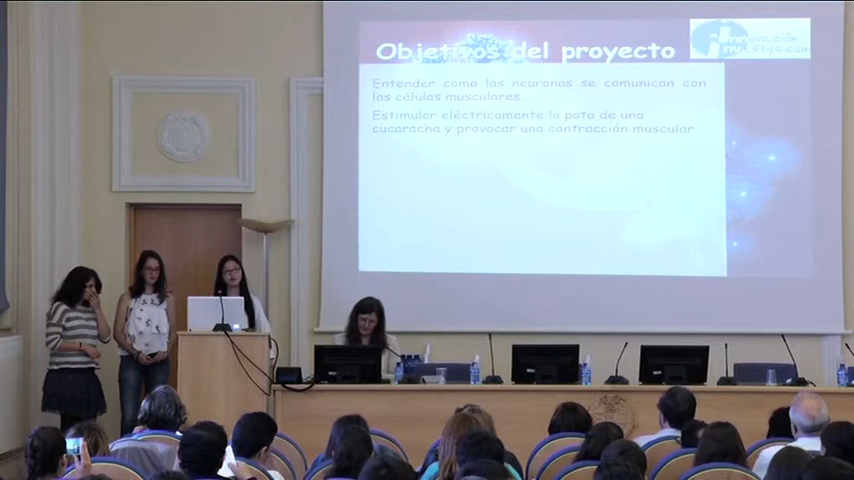 Objetivos del proyecto
Entender como las neuronas se comunican con
las células musculares.
Estimular eléctricamente la pata de una
cucaracha y provocar una contracción muscular